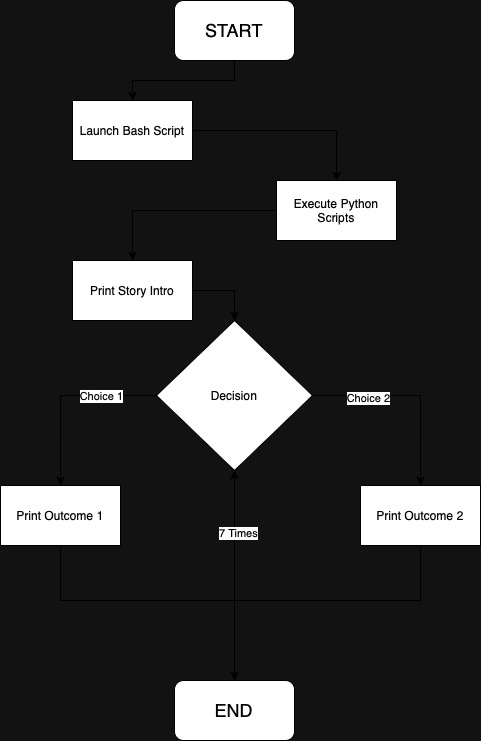 START
Launch Bash Script
Execute Python
Scripts
Print Story Intro
Decision
Choice 1
Choice 2
Print Outcome 1
Print Outcome 2
7 Times
END